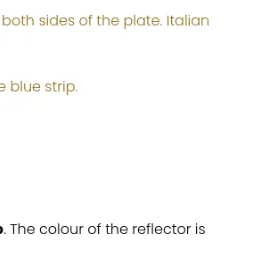 both sides of the plate. Italian
blue strip.
. The colour of the reflector is